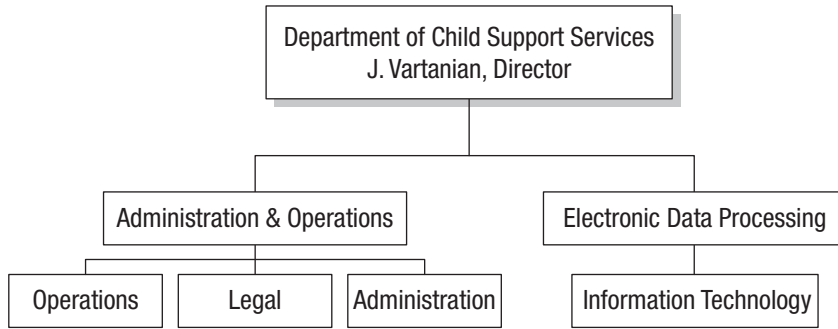 Department of Child Support Services
J. Vartanian, Director
Administration & Operations
Electronic Data Processing
Operations
Legal
Administration
Information Technology